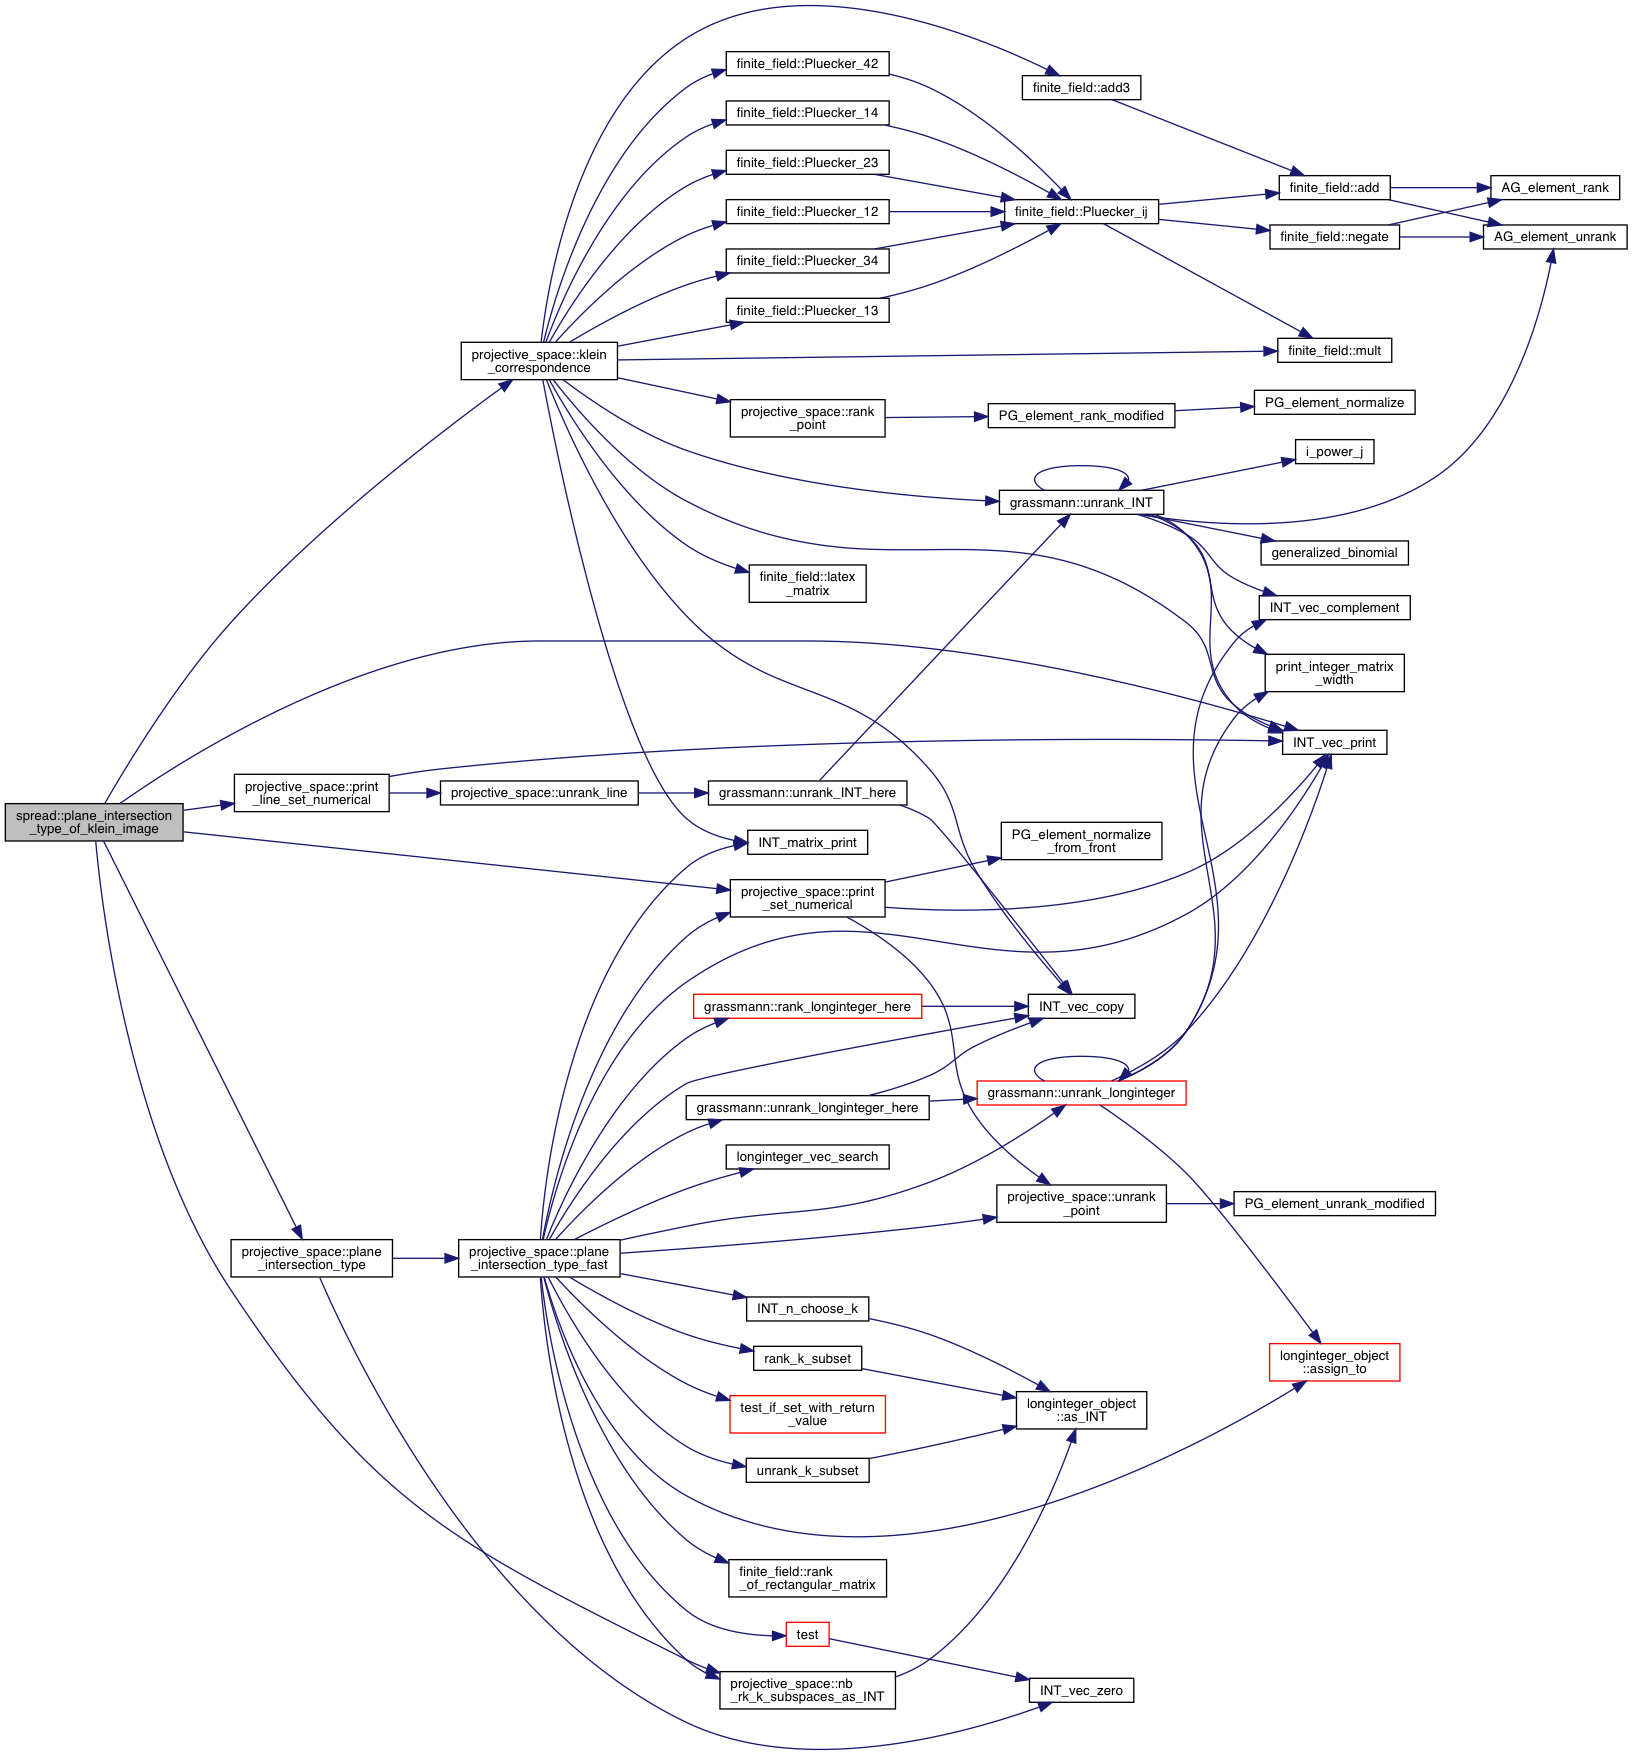 finite_field::Pluecker_42
finite_field::add3
finite_field::Pluecker_14
finite_field::Pluecker_23
finite_field::add
AG_element_rank
finite_field::Pluecker_12
finite_field::Pluecker_ij
finite_field::negate
AG_element_unrank
finite_field::Pluecker_34
finite_field::Pluecker_13
finite_field::mult
projective_space::klein
_correspondence
projective_space::rank
_point
PG_element_rank_modified
PG_element_normalize
i_power_j
grassmann::unrank_INT
generalized_binomial
finite_field::latex
_matrix
INT_vec_complement
print_integer_matrix
_width
INT_vec_print
projective_space::print
_line_set_numerical
projective_space::unrank_line
grassmann::unrank_INT_here
spread::plane_intersection
_type_of_klein_image
INT_matrix_print
PG_element_normalize
_from_front
projective_space::print
_set_numerical
grassmann::rank_longinteger_here
INT_vec_copy
grassmann::unrank_longinteger
grassmann::unrank_longinteger_here
longinteger_vec_search
projective_space::unrank
_point
PG_element_unrank_modified
projective_space::plane
_intersection_type
projective_space::plane
_intersection_type_fast
INT_n_choose_k
rank_k_subset
longinteger_object
::assign_to
test_if_set_with_return
_value
longinteger_object
::as_INT
unrank_k_subset
finite_field::rank
_of_rectangular_matrix
test
projective_space::nb
_rk_k_subspaces_as_INT
INT_vec_zero